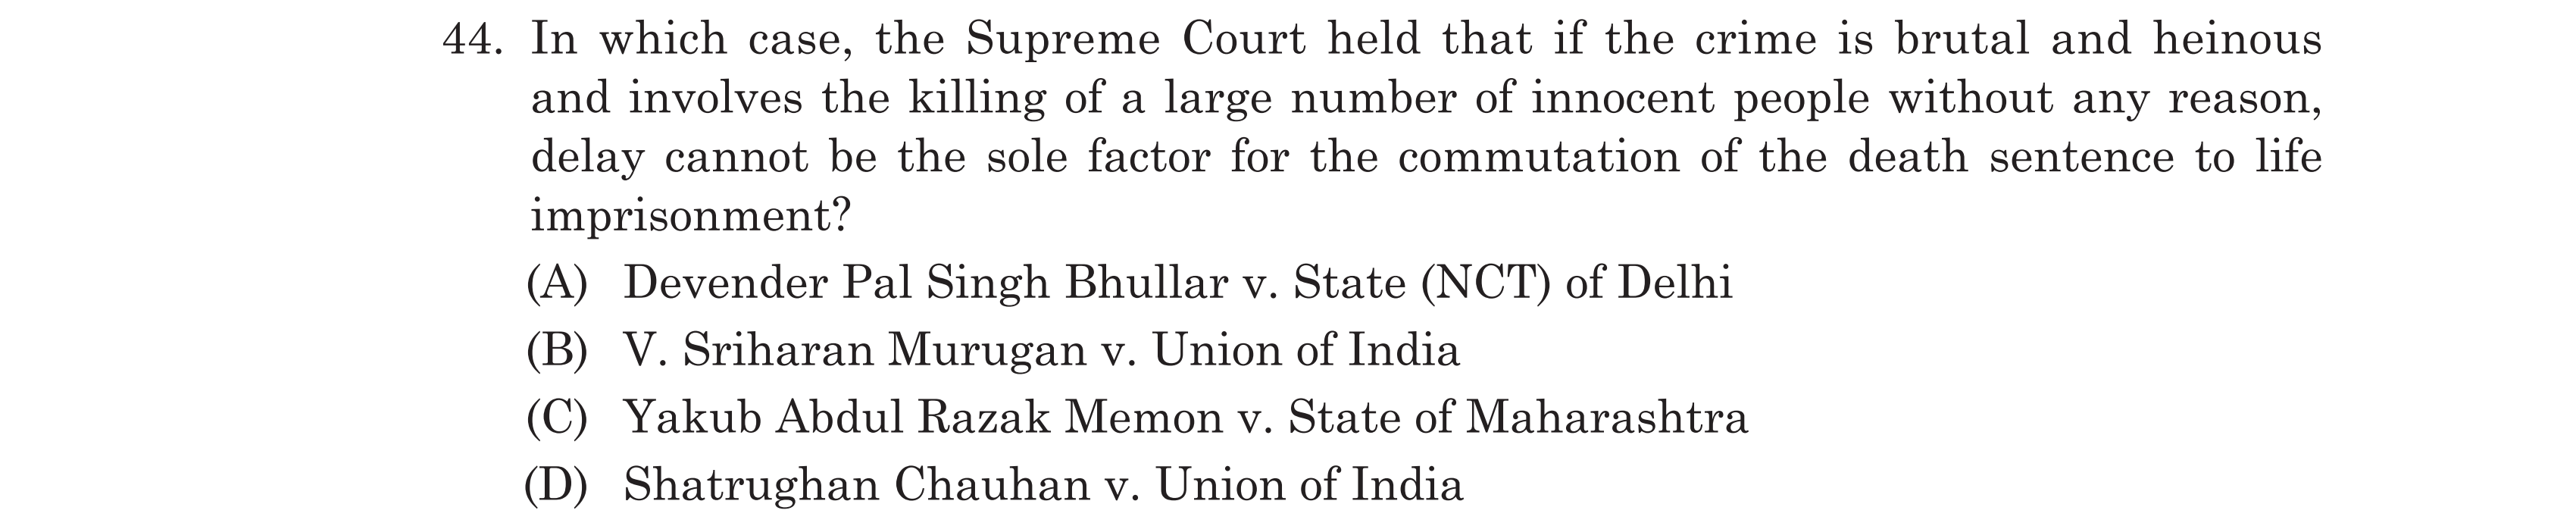 44. In which case, the Supreme Court held that if the crime is brutal and heinous
and involves the killing of a large number of innocent people without any reason,
delay cannot be the sole factor for the commutation of the death sentence to life
imprisonment?
(A) Devender Pal Singh Bhullar v. State (NCT) of Delhi
(B) V. Sriharan Murugan v. Union of India
(C) Yakub Abdul Razak Memon v. State of Maharashtra
(D) Shatrughan Chauhan v. Union of India